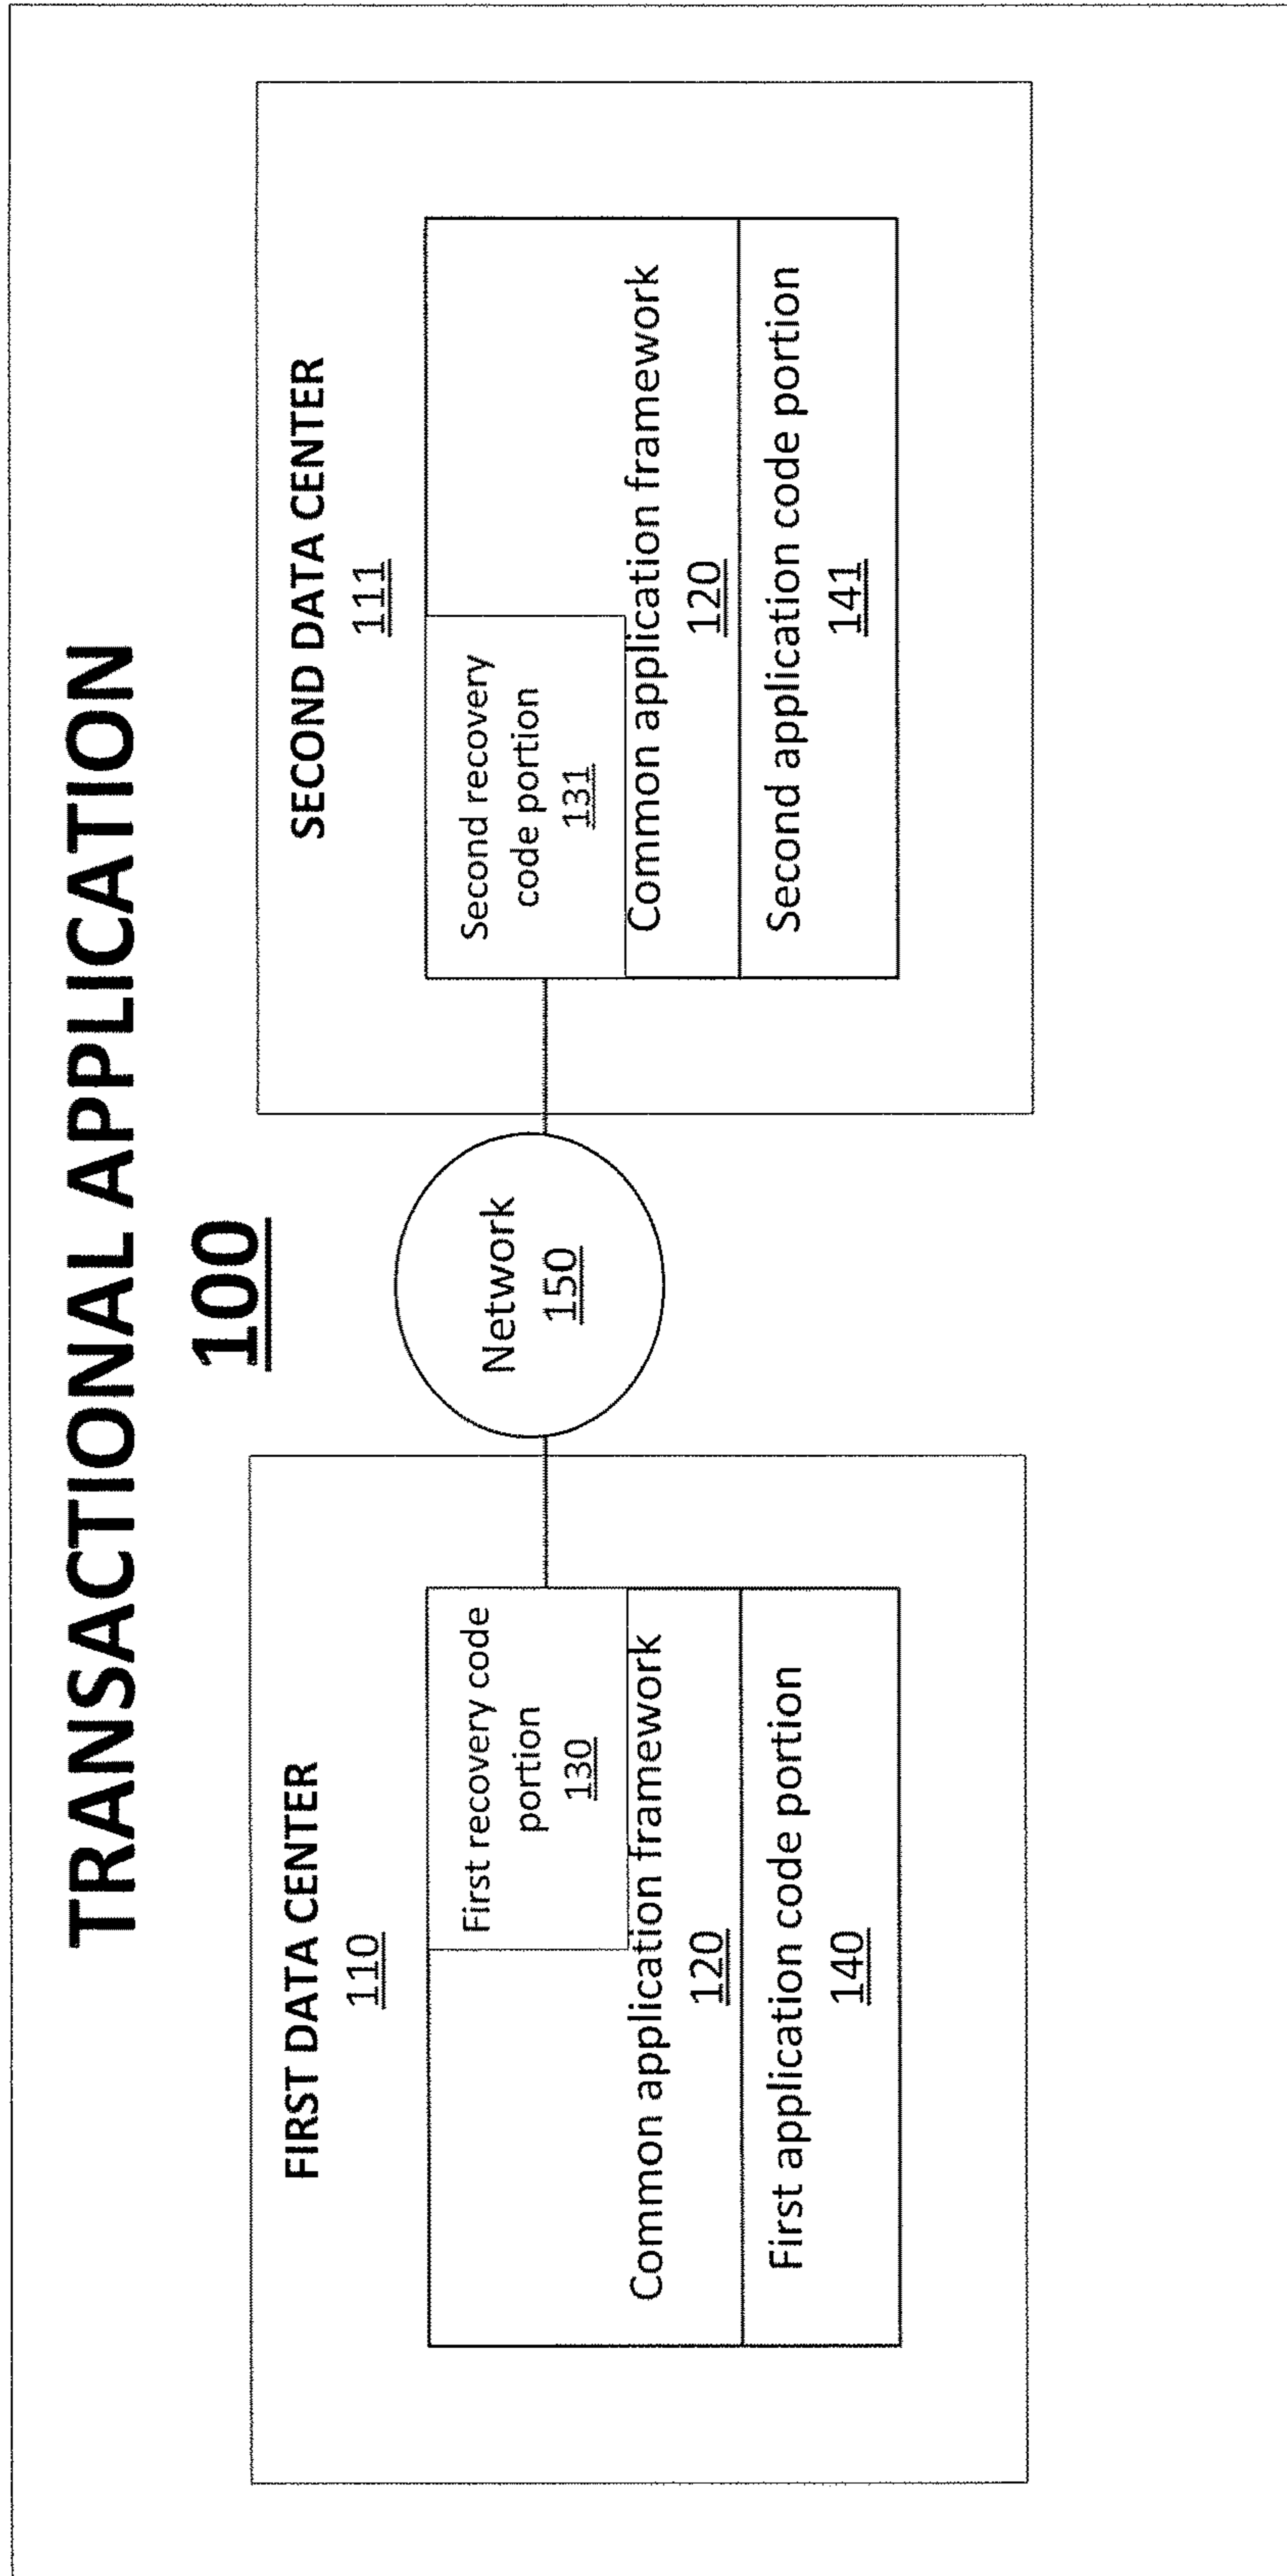 TRANSACTIONAL APPLICATION
100
FIRST DATA CENTER
110
First recovery code
portion
130
Common application framework
120
First application code portion
140
Network
150
SECOND DATA CENTER
111
Second recovery
code portion
131
Common application framework
120
Second application code portion
141